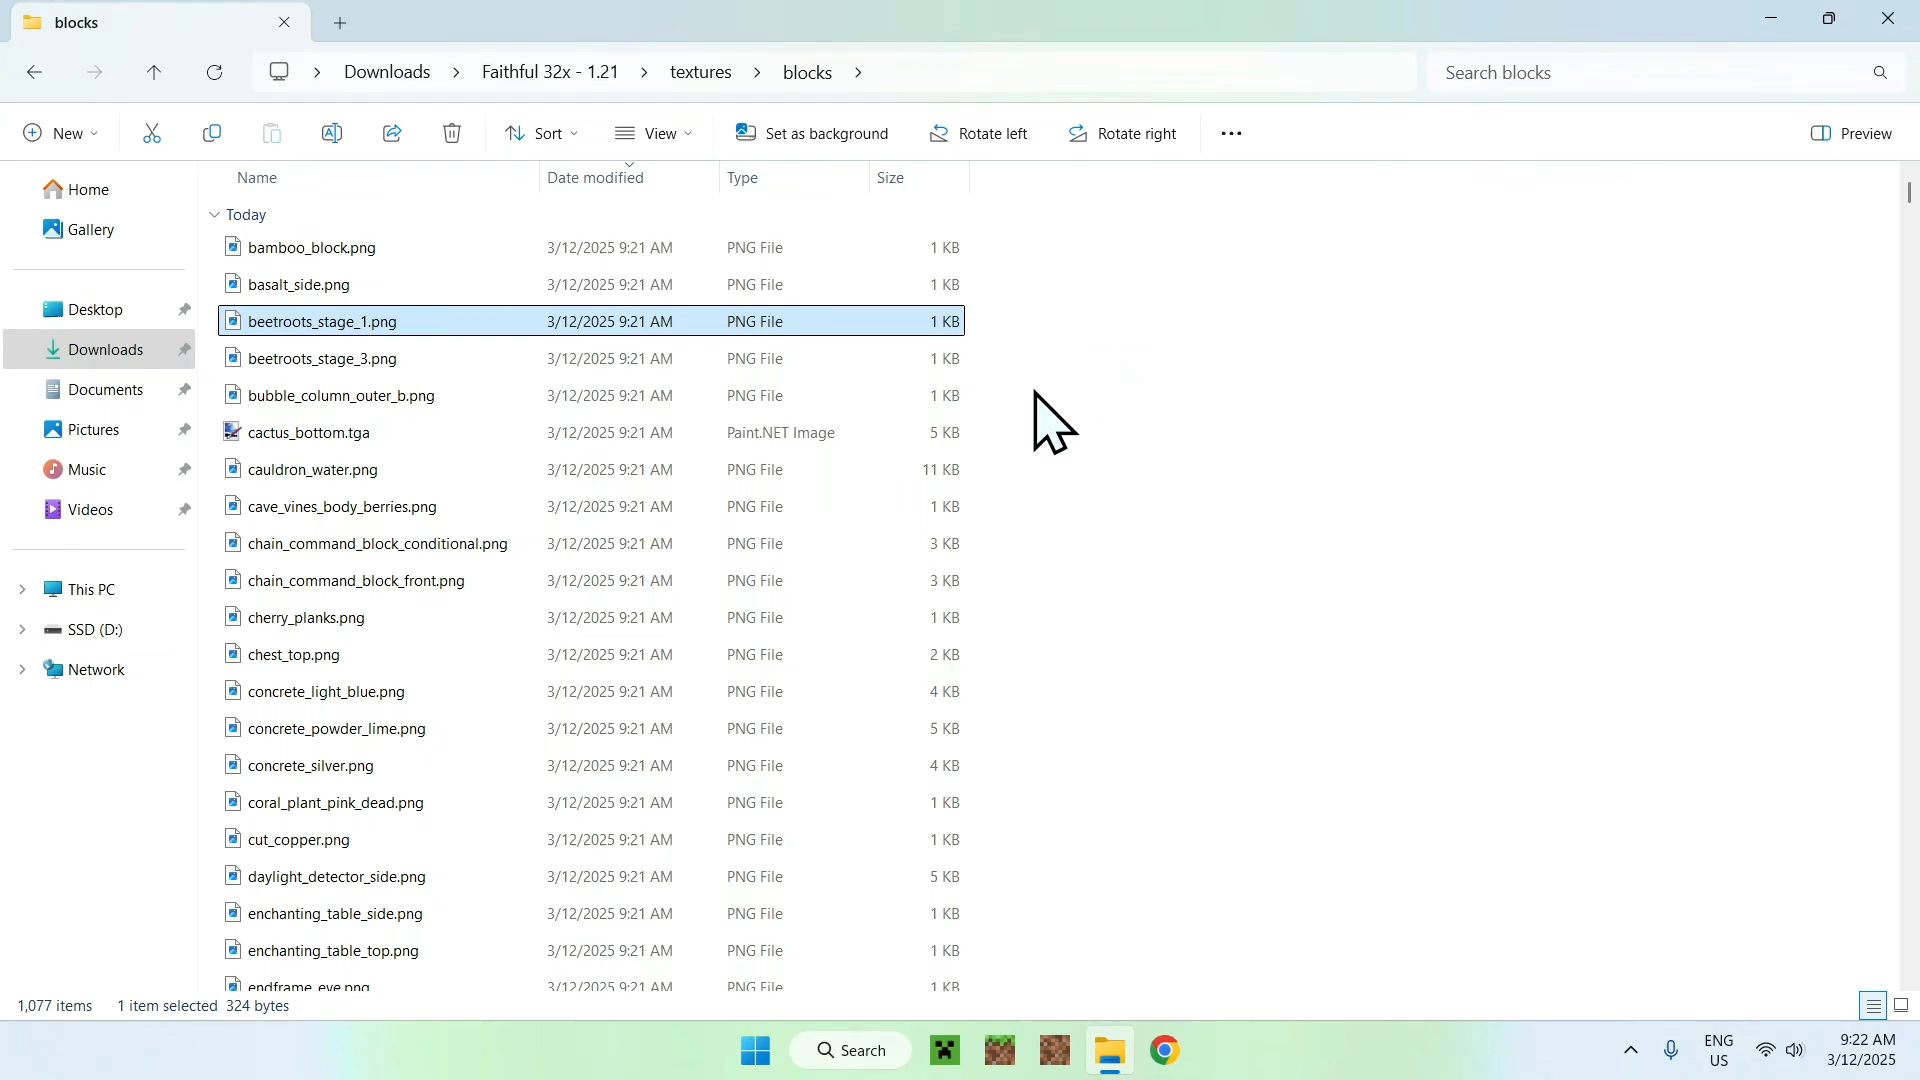 blocks
Downloads Faithful 32x - 1.21 textures blocks
Search blocks
New Sort View Set as background Rotate left Rotate right Preview
Name Date modified Type Size
Home
Gallery
Desktop
Downloads
Documents
Pictures
Music
Videos
This PC
SSD (D:)
Network
Today
bamboo_block.png 3/12/2025 9:21 AM PNG File 1 KB
basalt_side.png 3/12/2025 9:21 AM PNG File 1 KB
beetroots_stage_1.png 3/12/2025 9:21 AM PNG File 1 KB
beetroots_stage_3.png 3/12/2025 9:21 AM PNG File 1 KB
bubble_column_outer_b.png 3/12/2025 9:21 AM PNG File 1 KB
cactus_bottom.tga 3/12/2025 9:21 AM Paint.NET Image 5 KB
cauldron_water.png 3/12/2025 9:21 AM PNG File 11 KB
cave_vines_body_berries.png 3/12/2025 9:21 AM PNG File 1 KB
chain_command_block_conditional.png 3/12/2025 9:21 AM PNG File 3 KB
chain_command_block_front.png 3/12/2025 9:21 AM PNG File 3 KB
cherry_planks.png 3/12/2025 9:21 AM PNG File 1 KB
chest_top.png 3/12/2025 9:21 AM PNG File 2 KB
concrete_light_blue.png 3/12/2025 9:21 AM PNG File 4 KB
concrete_powder_lime.png 3/12/2025 9:21 AM PNG File 5 KB
concrete_silver.png 3/12/2025 9:21 AM PNG File 4 KB
coral_plant_pink_dead.png 3/12/2025 9:21 AM PNG File 1 KB
cut_copper.png 3/12/2025 9:21 AM PNG File 1 KB
daylight_detector_side.png 3/12/2025 9:21 AM PNG File 5 KB
enchanting_table_side.png 3/12/2025 9:21 AM PNG File 1 KB
enchanting_table_top.png 3/12/2025 9:21 AM PNG File 1 KB
endframe_eye.png 3/12/2025 9:21 AM PNG File 1 KB
1,077 items 1 item selected 324 bytes
Search
ENG
US
9:22 AM
3/12/2025